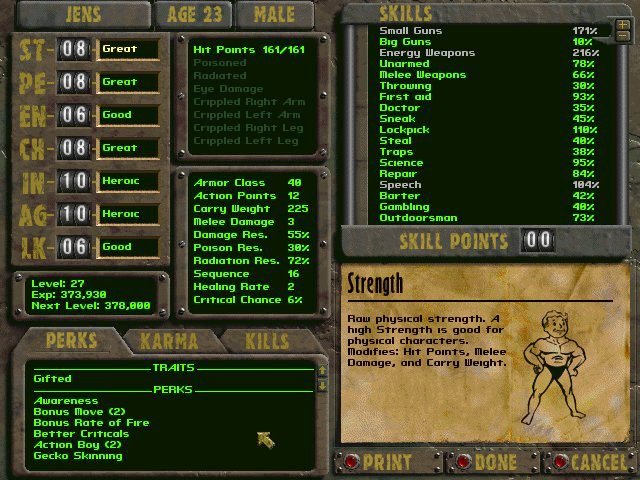 JENS
AGE 23
MALE
ST 08 Great
PE 08 Great
EN 06 Good
CH 08 Great
IN 10 Heroic
AG 10 Heroic
LK 06 Good
Hit Points 161/161
Poisoned
Radiated
Eye Damage
Crippled Right Arm
Crippled Left Arm
Crippled Right Leg
Crippled Left Leg
Armor Class 40
Action Points 12
Carry Weight 225
Melee Damage 3
Damage Res. 55%
Poison Res. 30%
Radiation Res. 72%
Sequence 16
Healing Rate 2
Critical Chance 6%
Level: 27
Exp: 373,930
Next Level: 378,000
PERKS
KARMA
KILLS
TRAITS
Gifted
PERKS
Awareness
Bonus Move (2)
Bonus Rate of Fire
Better Criticals
Action Boy (2)
Gecko Skinning
SKILLS
Small Guns 171%
Big Guns 10%
Energy Weapons 216%
Unarmed 78%
Melee Weapons 66%
Throwing 30%
First aid 93%
Doctor 35%
Sneak 45%
Lockpick 110%
Steal 40%
Traps 38%
Science 95%
Repair 84%
Speech 104%
Barter 42%
Gambling 40%
Outdoorsman 73%
SKILL POINTS 00
Strength
Raw physical strength. A
high Strength is good for
physical characters.
Modifies: Hit Points, Melee
Damage, and Carry Weight.
PRINT
DONE
CANCEL